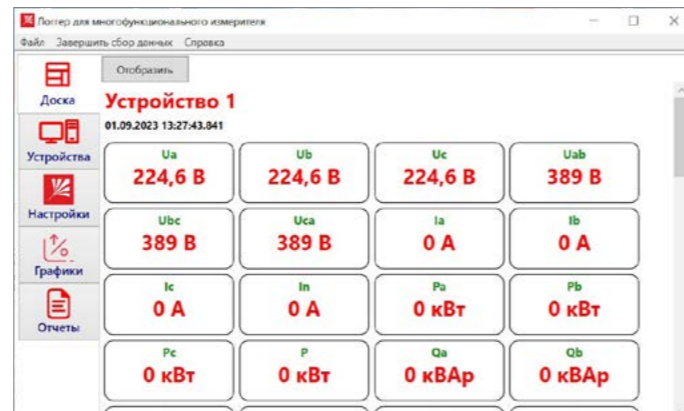 Логгер для многофункционального измерителя
Файл Завершить сбор данных Справка
Отобразить
Доска
Устройства
Настройки
Графики
Отчеты
Устройство 1
01.09.2023 13:27:43.841
Ua Ub Uc Uab
224,6 В 224,6 В 224,6 В 389 В
Ubc Uca Ia Ib
389 В 389 В 0 А 0 А
Ic In Pa Pb
0 А 0 А 0 кВт 0 кВт
Pc P Qa Qb
0 кВт 0 кВт 0 кВАр 0 кВАр